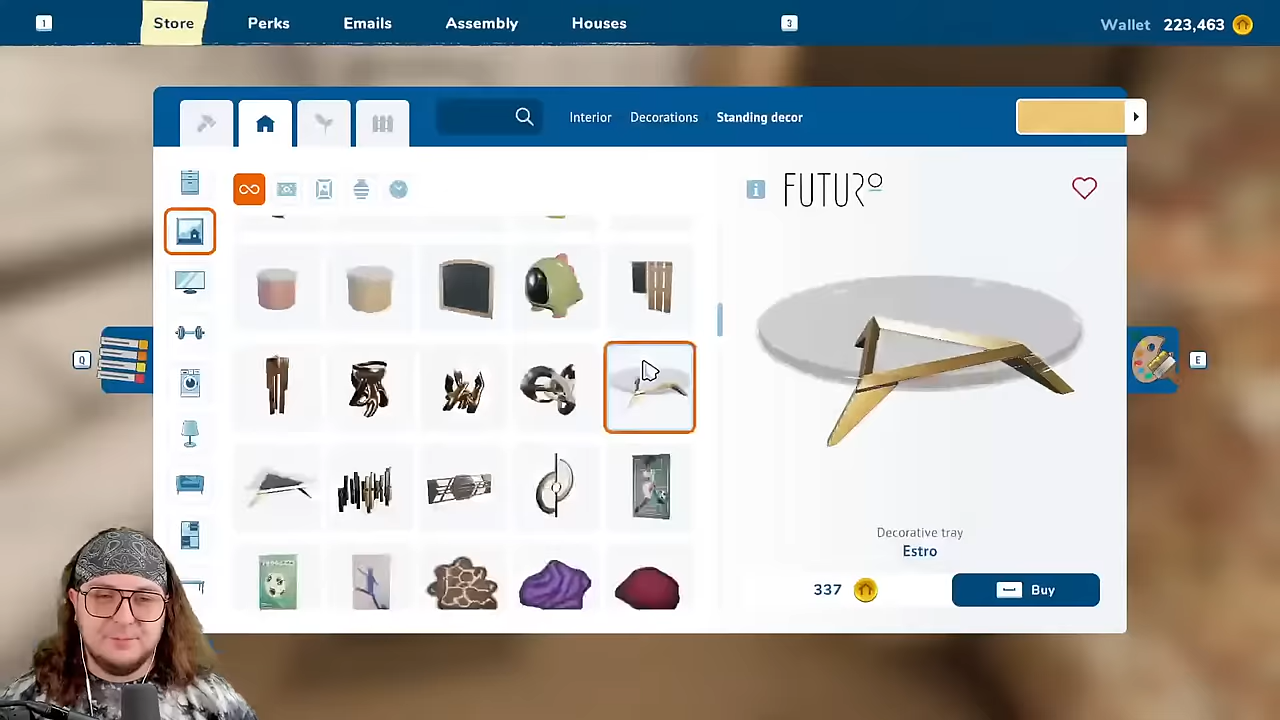 1 Store Perks Emails Assembly Houses 3 Wallet 223,463
Interior Decorations Standing decor
i FUTURO
Q
E
Decorative tray
Estro
337 Buy